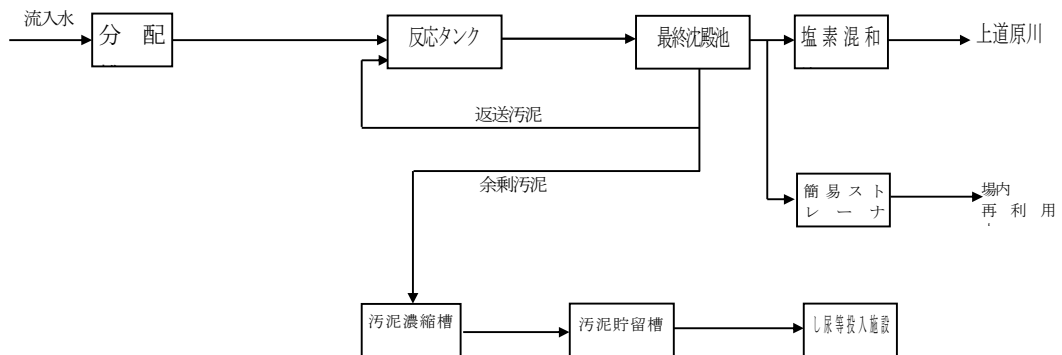 流入水
分 配
反応タンク
最終沈殿池
塩素混和
上道原川
返送汚泥
余剰汚泥
簡易スト
レーナ
場内
再利用
汚泥濃縮槽
汚泥貯留槽
し尿等投入施設